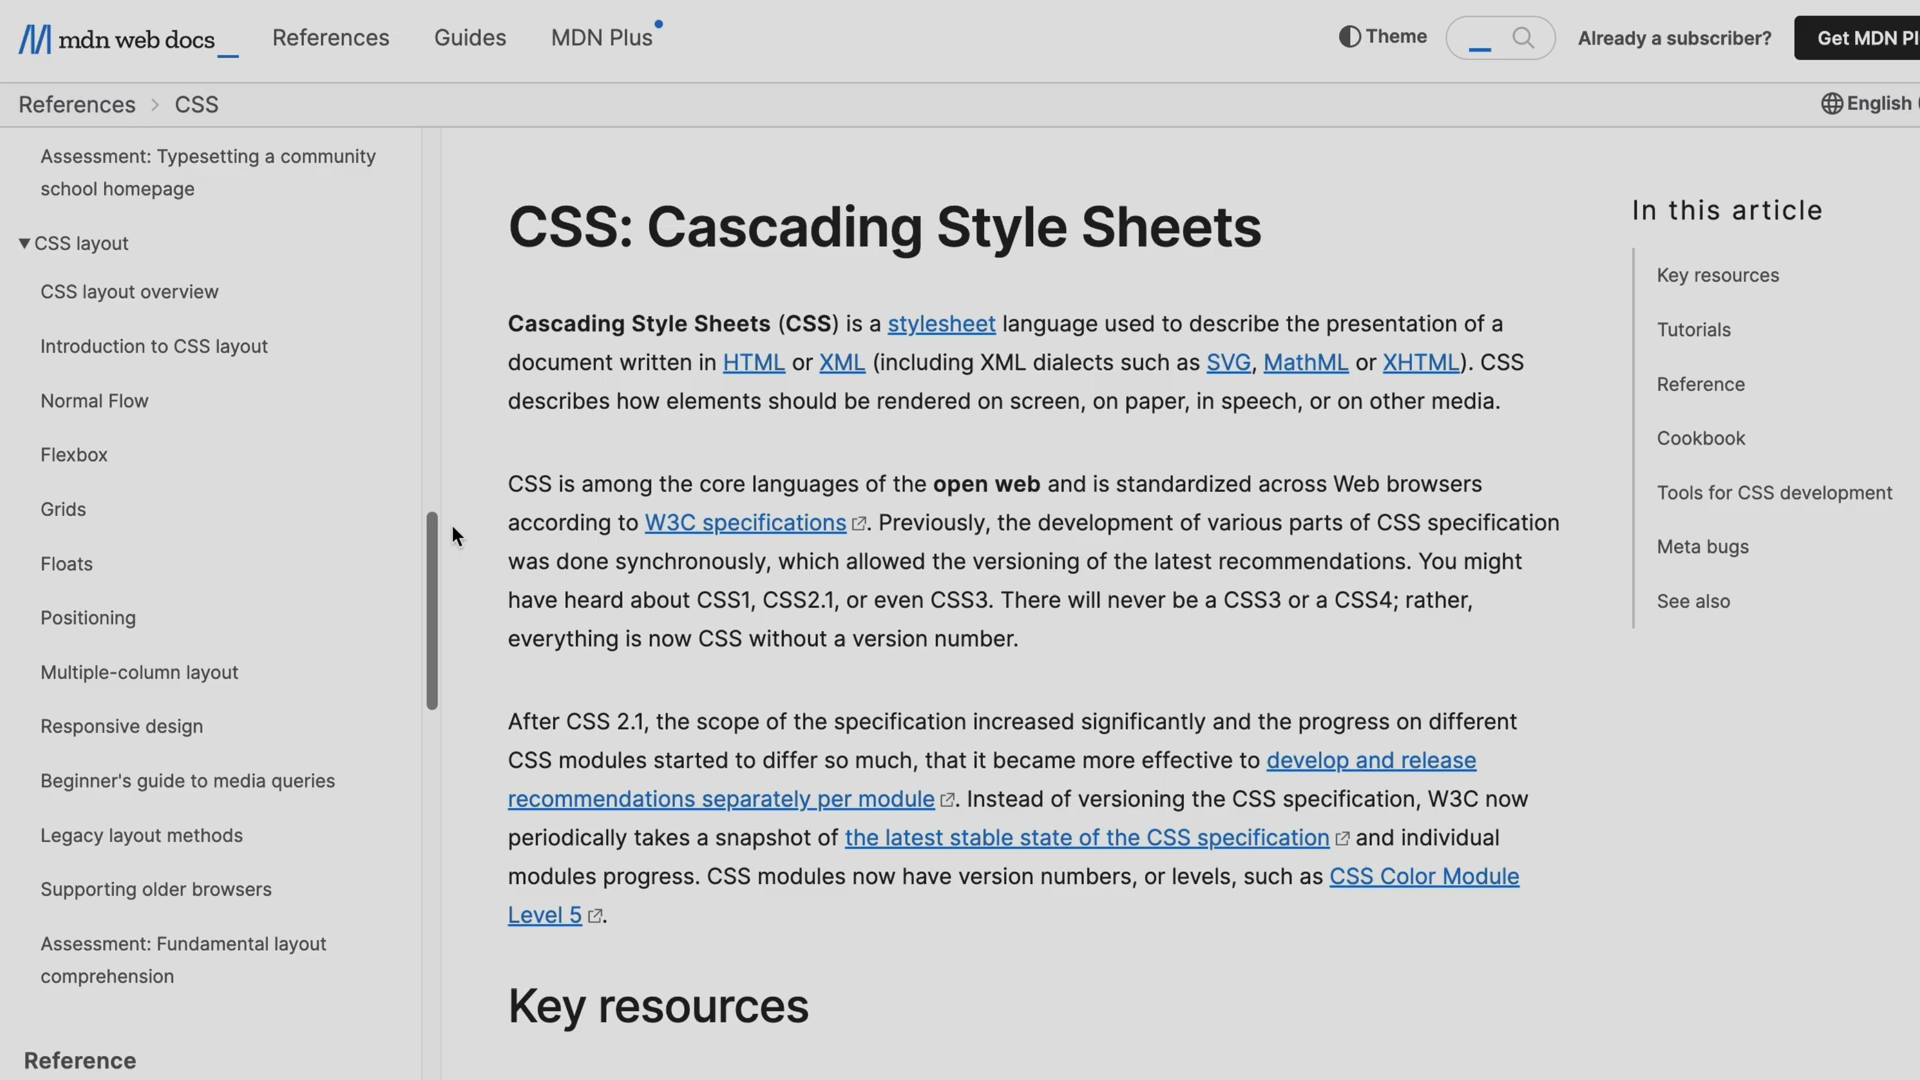 mdn web docs_
References
Guides
MDN Plus
Theme
Already a subscriber?
Get MDN Pl
References > CSS
English
Assessment: Typesetting a community
school homepage
▼ CSS layout
CSS layout overview
Introduction to CSS layout
Normal Flow
Flexbox
Grids
Floats
Positioning
Multiple-column layout
Responsive design
Beginner's guide to media queries
Legacy layout methods
Supporting older browsers
Assessment: Fundamental layout
comprehension
Reference
CSS: Cascading Style Sheets
Cascading Style Sheets (CSS) is a stylesheet language used to describe the presentation of a
document written in HTML or XML (including XML dialects such as SVG, MathML or XHTML). CSS
describes how elements should be rendered on screen, on paper, in speech, or on other media.
CSS is among the core languages of the open web and is standardized across Web browsers
according to W3C specifications. Previously, the development of various parts of CSS specification
was done synchronously, which allowed the versioning of the latest recommendations. You might
have heard about CSS1, CSS2.1, or even CSS3. There will never be a CSS3 or a CSS4; rather,
everything is now CSS without a version number.
After CSS 2.1, the scope of the specification increased significantly and the progress on different
CSS modules started to differ so much, that it became more effective to develop and release
recommendations separately per module. Instead of versioning the CSS specification, W3C now
periodically takes a snapshot of the latest stable state of the CSS specification and individual
modules progress. CSS modules now have version numbers, or levels, such as CSS Color Module
Level 5.
Key resources
In this article
Key resources
Tutorials
Reference
Cookbook
Tools for CSS development
Meta bugs
See also